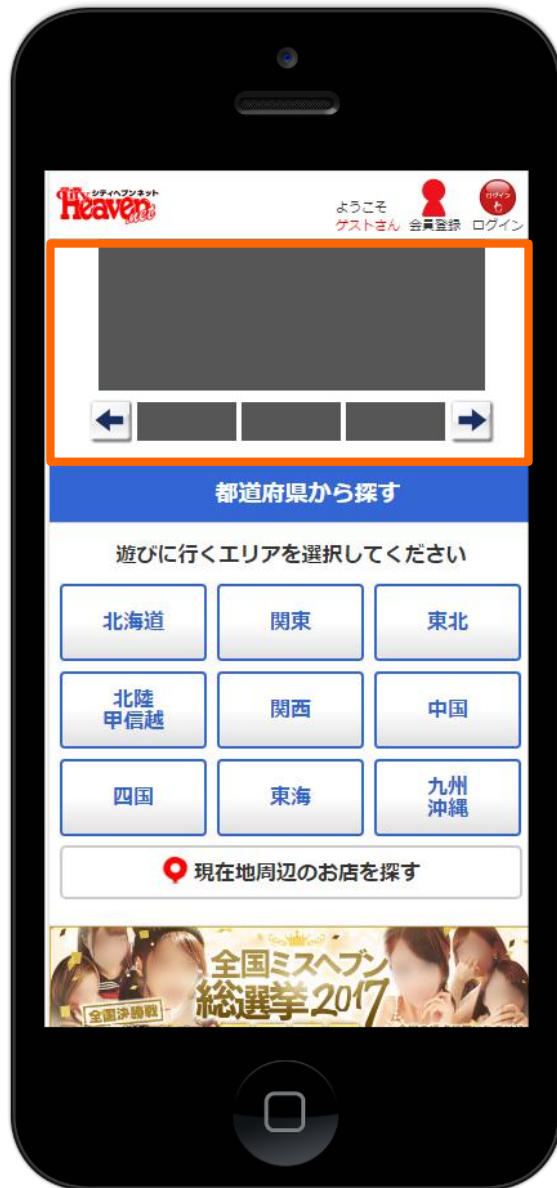 シティヘブンネット
City
Heaven.net
ようこそ
ゲストさん
会員登録
ログイン
ログイン
都道府県から探す
遊びに行くエリアを選択してください
北海道
関東
東北
北陸
甲信越
関西
中国
四国
東海
九州
沖縄
現在地周辺のお店を探す
全国ミスヘブン
総選挙2017
全国決勝戦